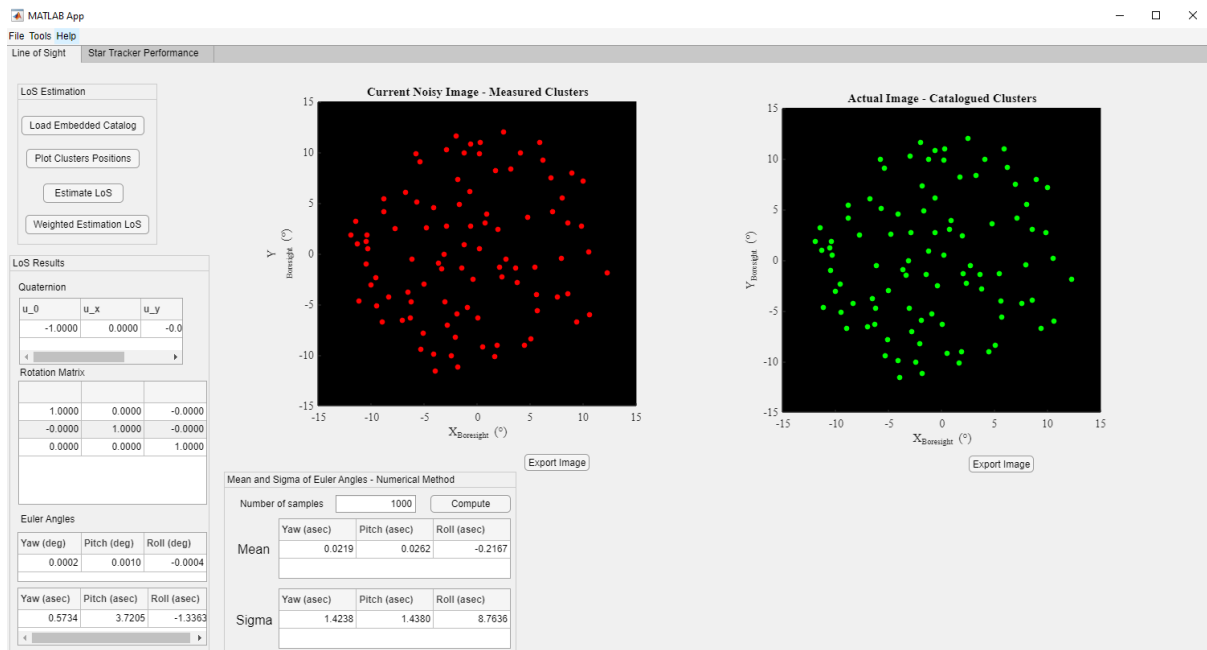 MATLAB App
File Tools Help
Line of Sight
Star Tracker Performance
LoS Estimation
Load Embedded Catalog
Plot Clusters Positions
Estimate LoS
Weighted Estimation LoS
LoS Results
Quaternion
u_0 u_x u_y
-1.0000 0.0000 -0.0
Rotation Matrix
1.0000 0.0000 -0.0000
-0.0000 1.0000 -0.0000
0.0000 0.0000 1.0000
Euler Angles
Yaw (deg) Pitch (deg) Roll (deg)
0.0002 0.0010 -0.0004
Yaw (asec) Pitch (asec) Roll (asec)
0.5734 3.7205 -1.3363
Current Noisy Image - Measured Clusters
15
10
5
0
-5
-10
-15
Y Boresight (°)
-15 -10 -5 0 5 10 15
X Boresight (°)
Export Image
Actual Image - Catalogued Clusters
15
10
5
0
-5
-10
-15
Y Boresight (°)
-15 -10 -5 0 5 10 15
X Boresight (°)
Export Image
Mean and Sigma of Euler Angles - Numerical Method
Number of samples 1000 Compute
Yaw (asec) Pitch (asec) Roll (asec)
Mean 0.0219 0.0262 -0.2167
Yaw (asec) Pitch (asec) Roll (asec)
Sigma 1.4238 1.4380 8.7636